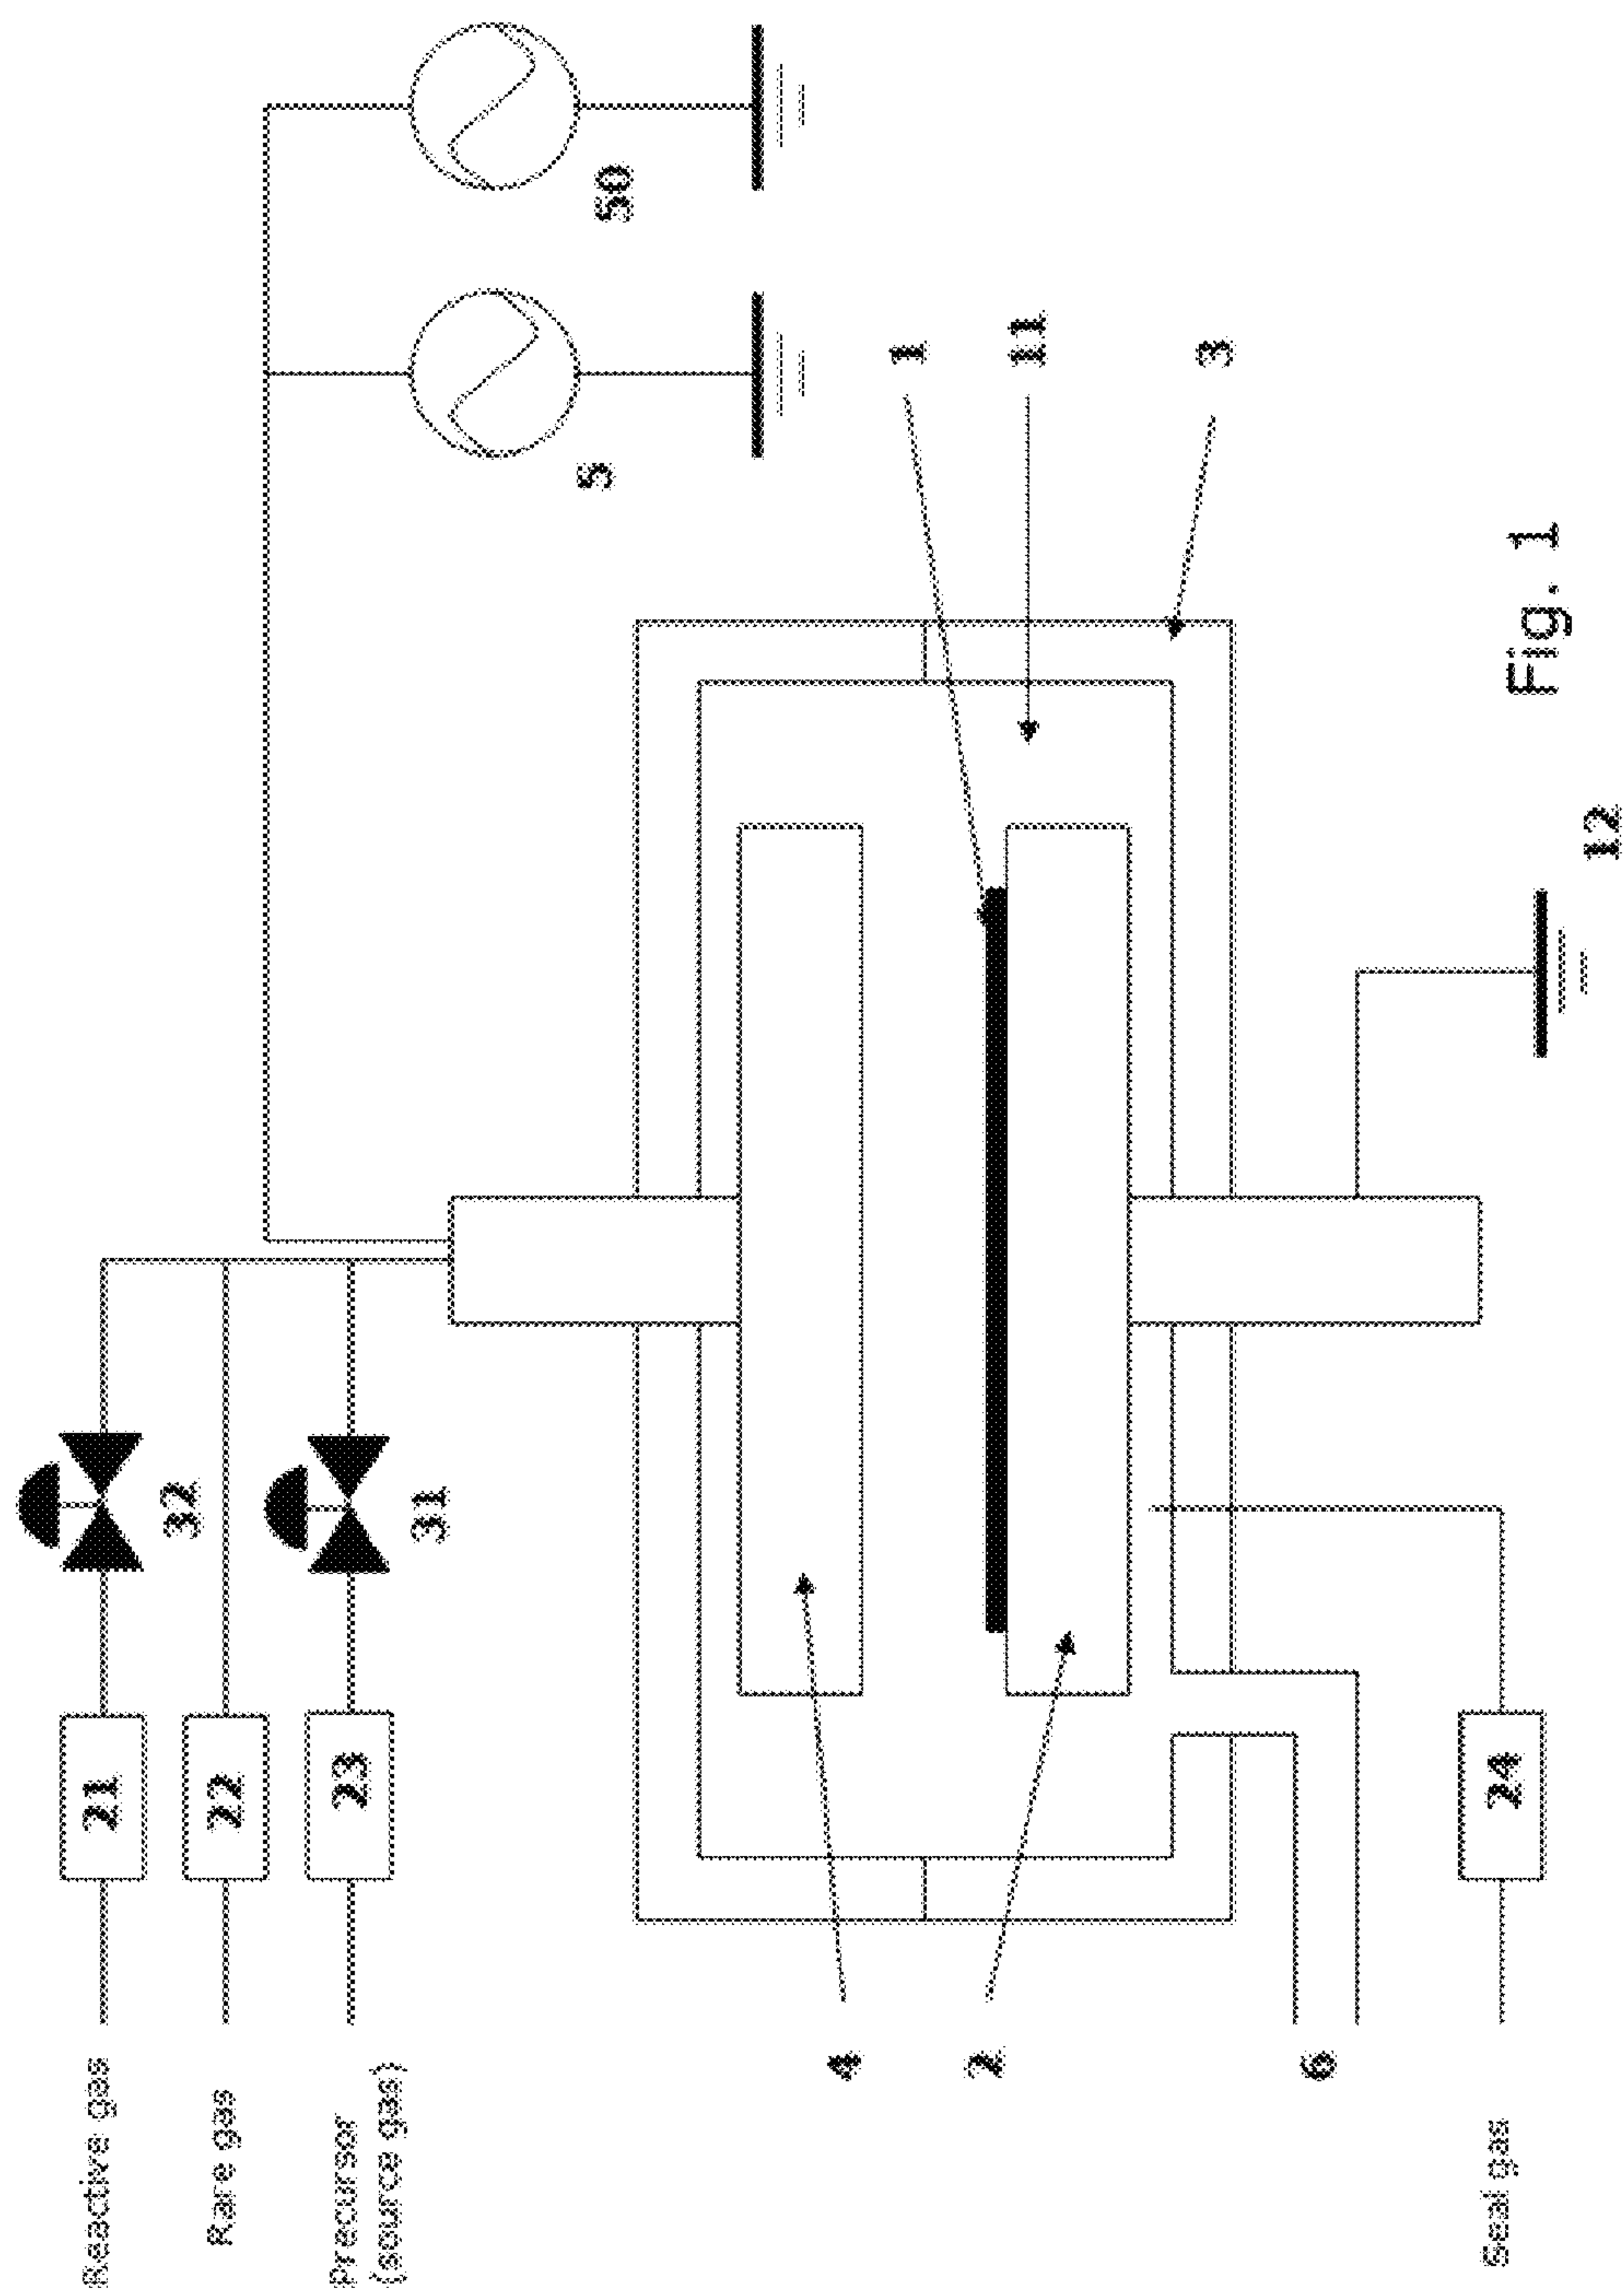 Reactive gas
21
32
Rare gas
22
Precursor
(source gas)
23
31
5
50
4
2
1
11
3
6
Seal gas
24
12
Fig. 1